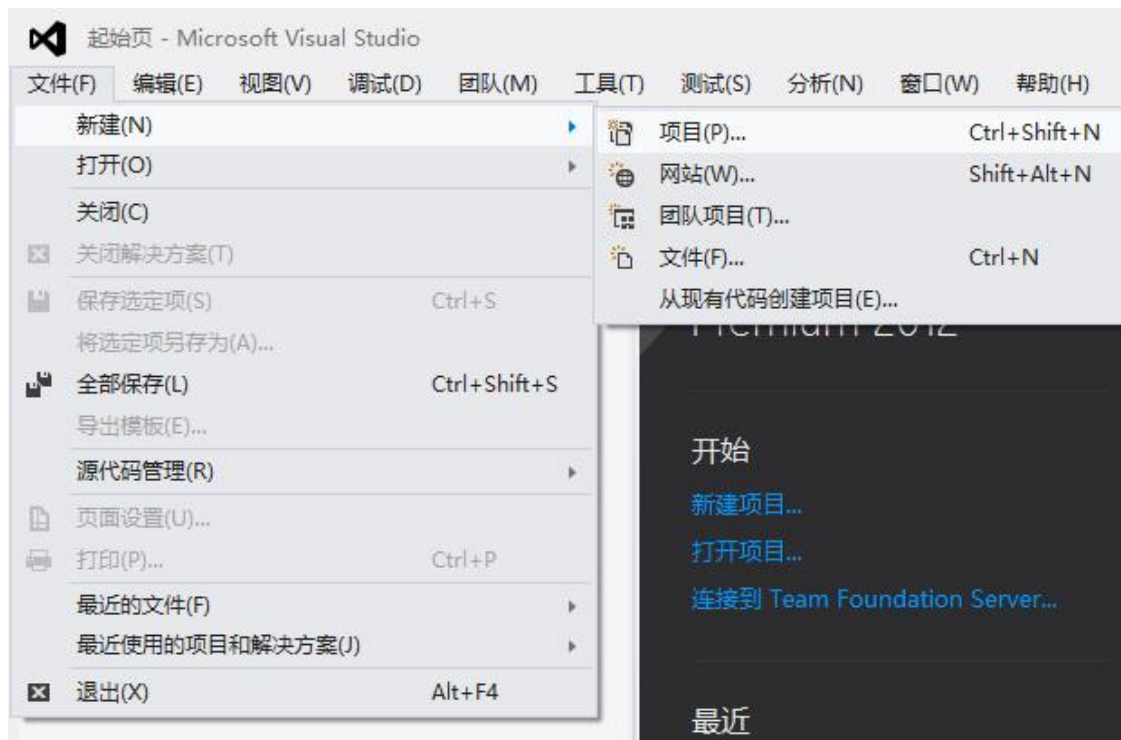 起始页 - Microsoft Visual Studio
文件(F) 编辑(E) 视图(V) 调试(D) 团队(M) 工具(T) 测试(S) 分析(N) 窗口(W) 帮助(H)
新建(N)
打开(O)
关闭(C)
关闭解决方案(T)
保存选定项(S) Ctrl+S
将选定项另存为(A)...
全部保存(L) Ctrl+Shift+S
导出模板(E)...
源代码管理(R)
页面设置(U)...
打印(P)... Ctrl+P
最近的文件(F)
最近使用的项目和解决方案(J)
退出(X) Alt+F4
项目(P)... Ctrl+Shift+N
网站(W)... Shift+Alt+N
团队项目(T)...
文件(F)... Ctrl+N
从现有代码创建项目(E)...
Premium 2012
开始
新建项目...
打开项目...
连接到 Team Foundation Server...
最近